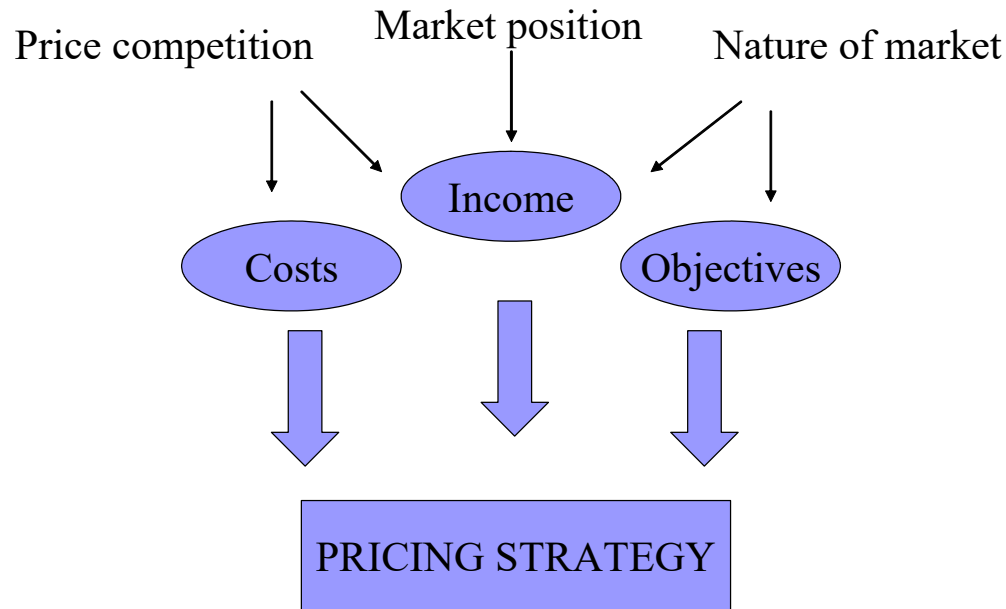 Price competition
Market position
Nature of market
Income
Costs
Objectives
PRICING STRATEGY